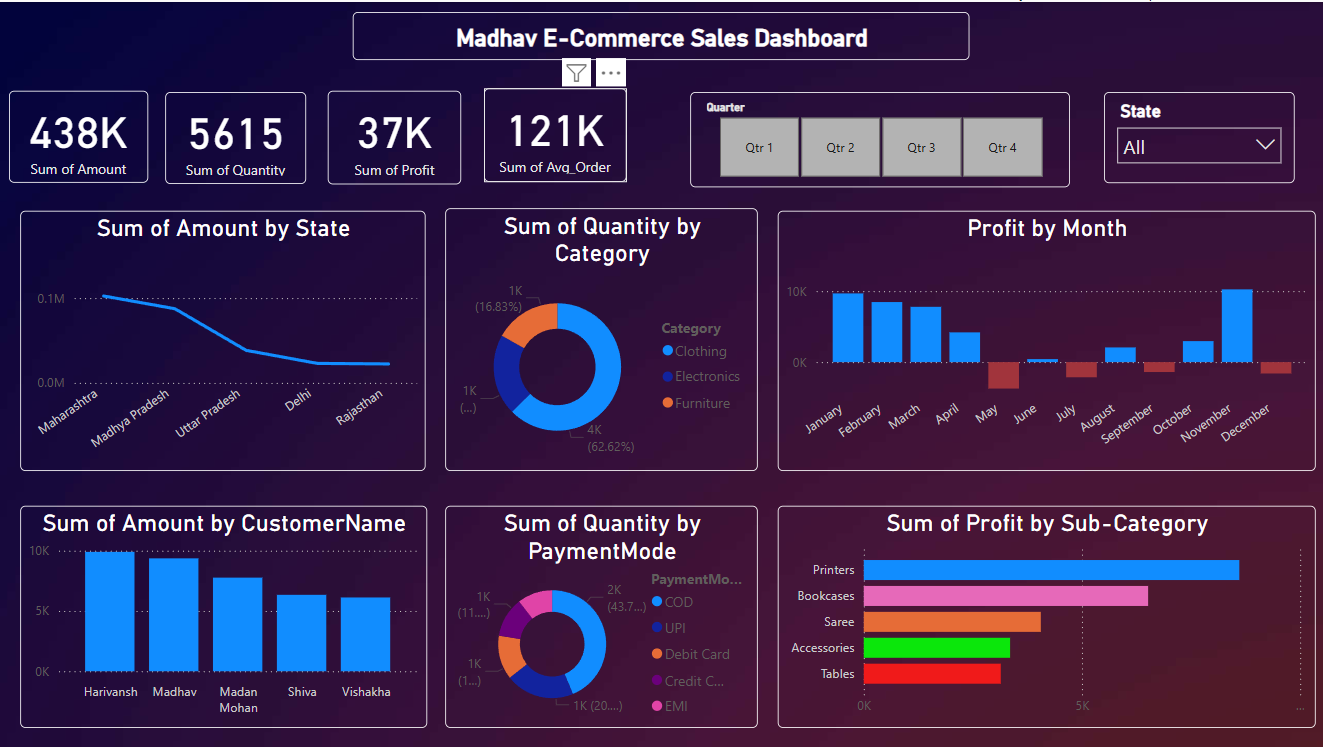 Madhav E-Commerce Sales Dashboard
438K
Sum of Amount
5615
Sum of Quantity
37K
Sum of Profit
121K
Sum of Avg_Order
Quarter
Qtr 1
Qtr 2
Qtr 3
Qtr 4
State
All
Sum of Amount by State
0.1M
0.0M
Maharashtra
Madhya Pradesh
Uttar Pradesh
Delhi
Rajasthan
Sum of Quantity by
Category
1K
(16.83%)
1K
(...)
4K
(62.62%)
Category
Clothing
Electronics
Furniture
Profit by Month
10K
0K
January
February
March
April
May
June
July
August
September
October
November
December
Sum of Amount by CustomerName
10K
5K
0K
Harivansh
Madhav
Madan
Mohan
Shiva
Vishakha
Sum of Quantity by
PaymentMode
1K
(11....)
1K
(1...)
2K
(43.7...)
1K (20....)
PaymentMo...
COD
UPI
Debit Card
Credit C...
EMI
Sum of Profit by Sub-Category
Printers
Bookcases
Saree
Accessories
Tables
0K
5K
...